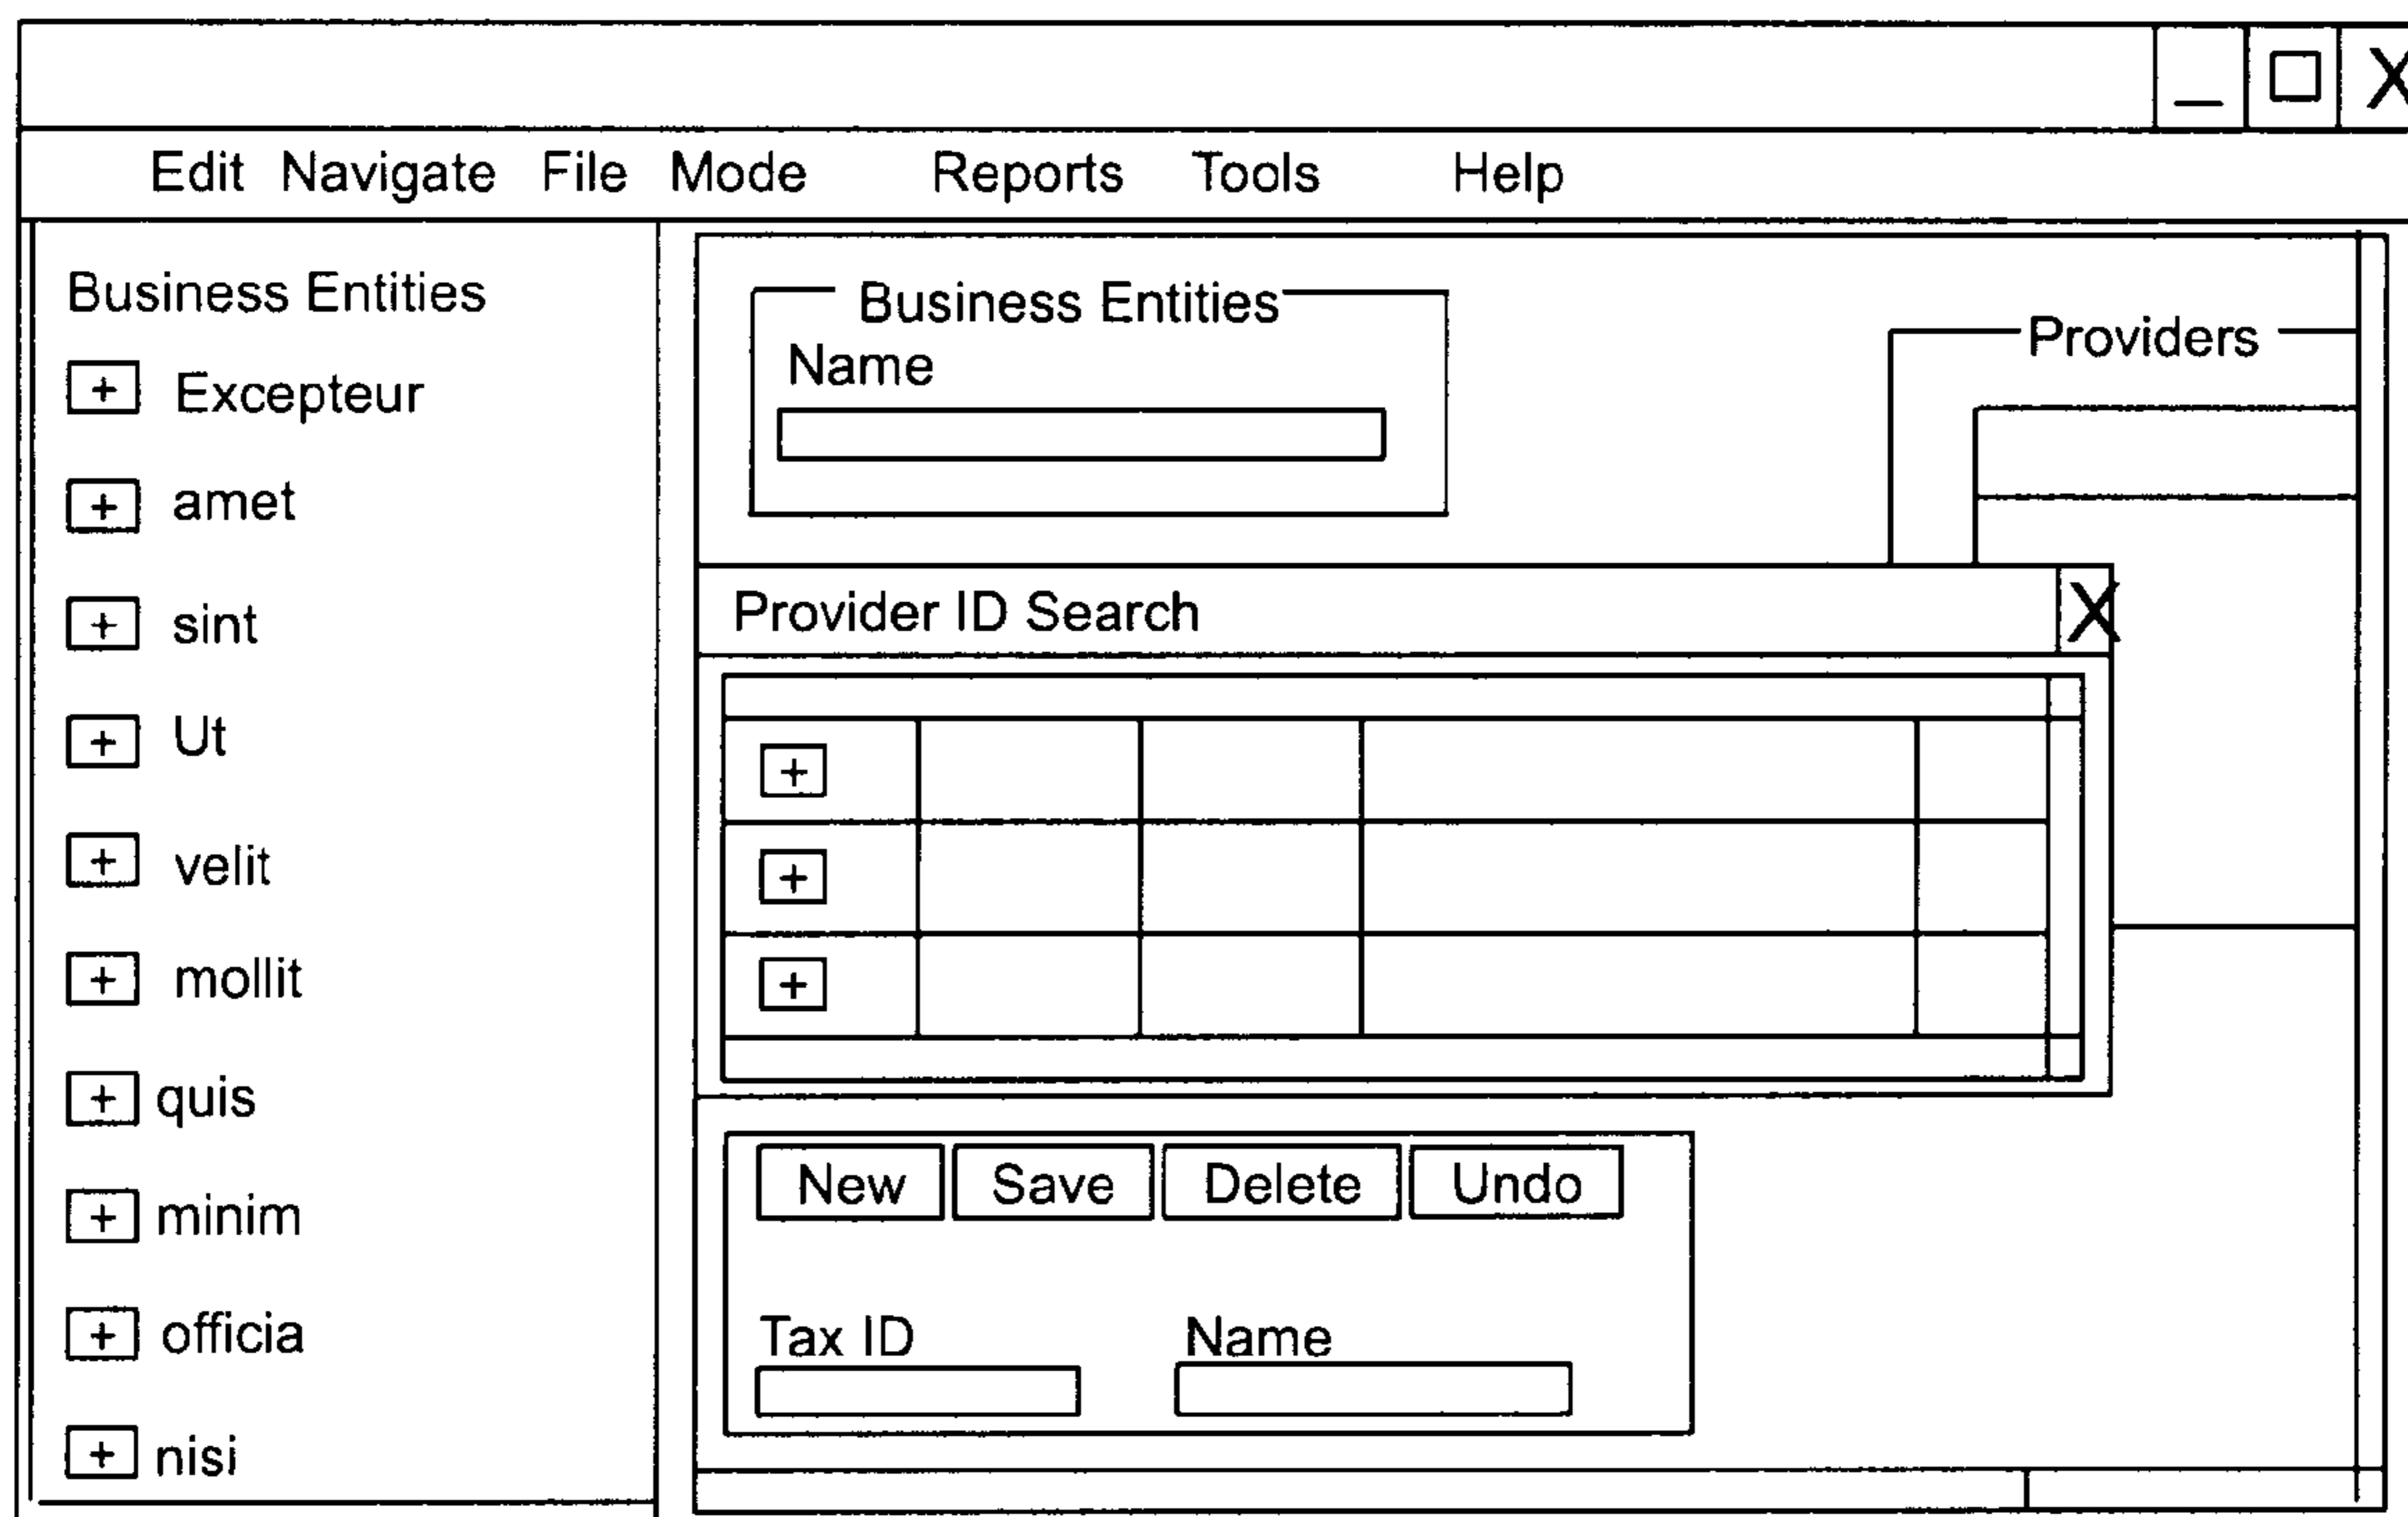 Edit Navigate File Mode Reports Tools Help
Business Entities
+ Excepteur
+ amet
+ sint
+ Ut
+ velit
+ mollit
+ quis
+ minim
+ officia
+ nisi
Business Entities
Name
Providers
Provider ID Search X
+
+
+
New Save Delete Undo
Tax ID Name